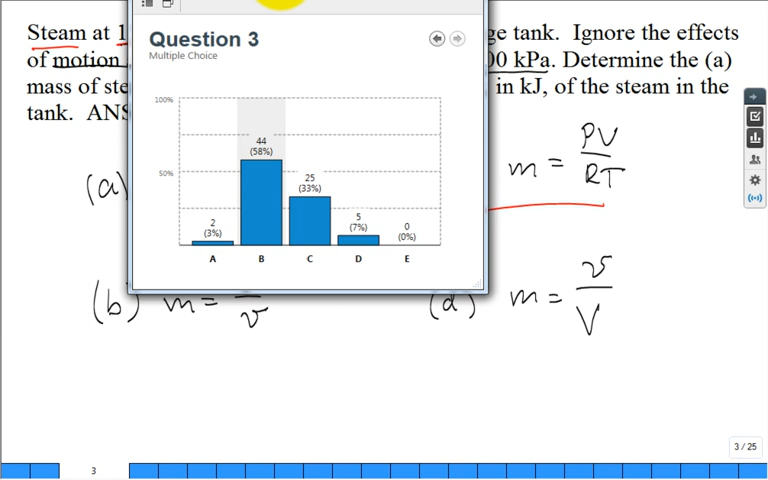 Steam at 1
ge tank. Ignore the effects
of motion
00 kPa. Determine the (a)
mass of ste
in kJ, of the steam in the
tank. ANS
Question 3
Multiple Choice
100%
50%
2
(3%)
44
(58%)
25
(33%)
5
(7%)
0
(0%)
A B C D E
(a)
m = PV
RT
(b) m =
v
(d) m = v
V
3 / 25
3